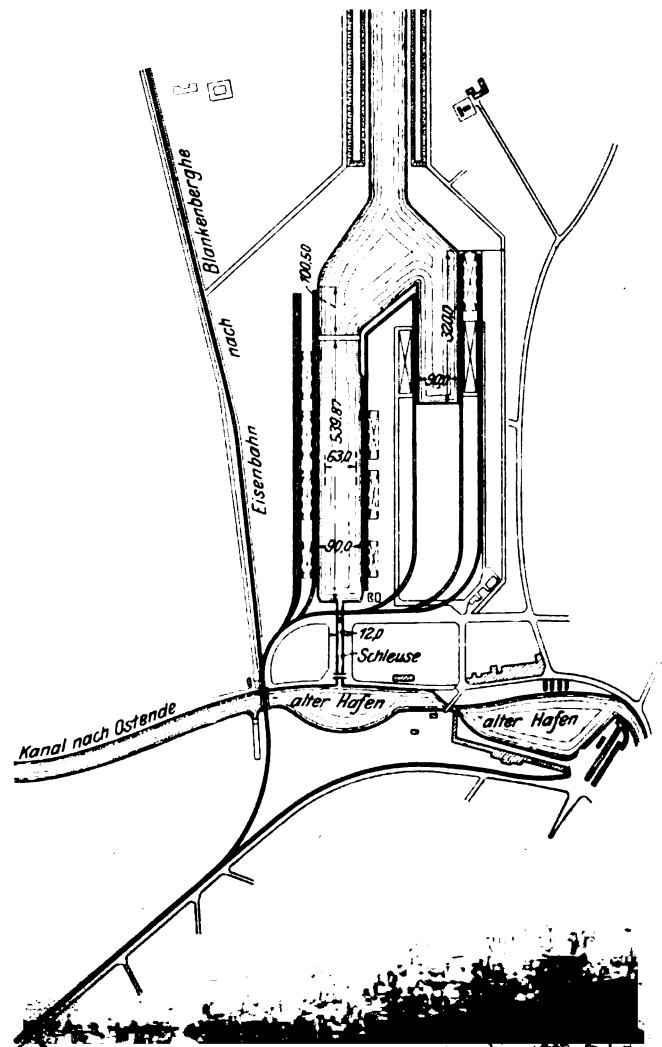 Eisenbahn nach Blankenberghe
100,50
320,0
90,0
539,87
63,0
90,0
12,0
Schleuse
alter Hafen
alter Hafen
Kanal nach Ostende